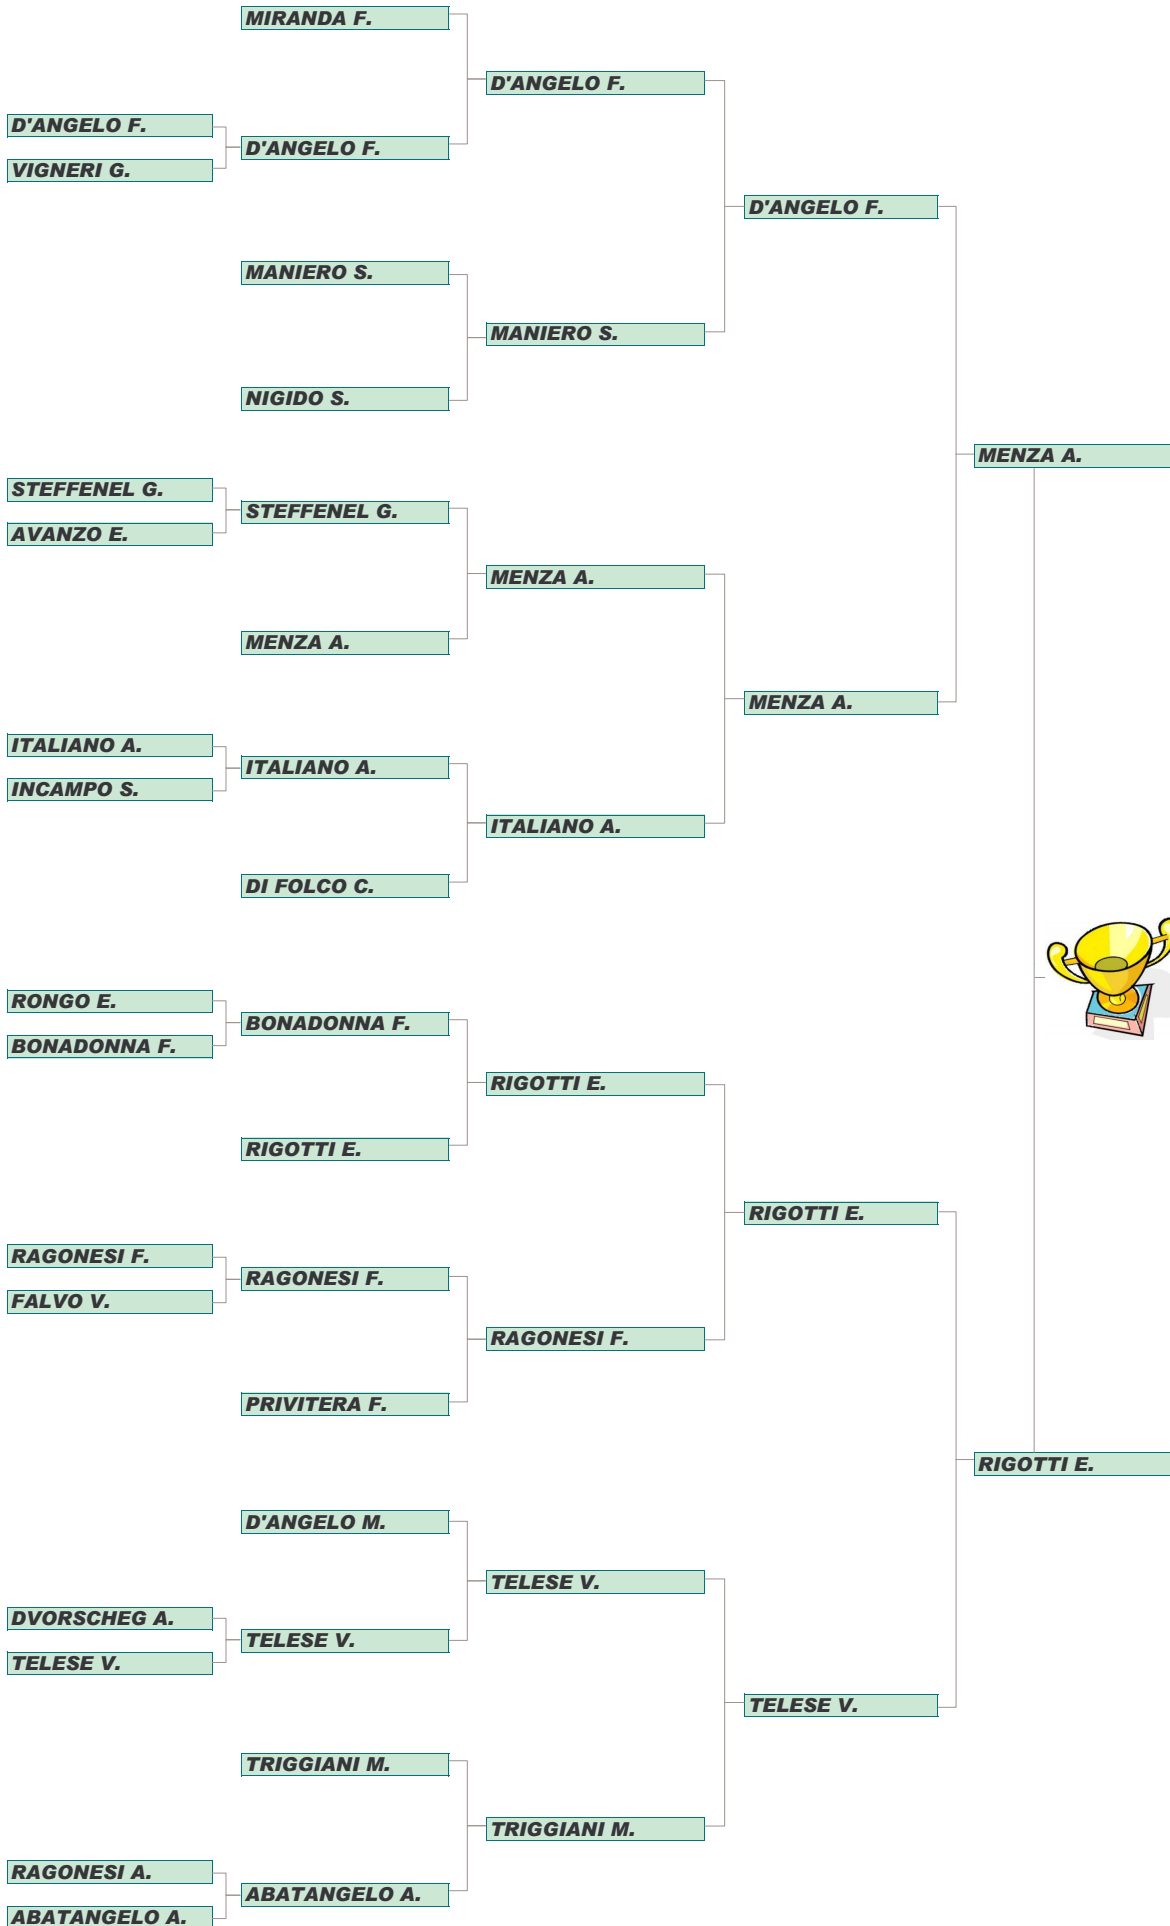 MIRANDA F.
D'ANGELO F.
D'ANGELO F.
D'ANGELO F.
VIGNERI G.
D'ANGELO F.
MANIERO S.
MANIERO S.
NIGIDO S.
MENZA A.
STEFFENEL G.
STEFFENEL G.
AVANZO E.
MENZA A.
MENZA A.
MENZA A.
ITALIANO A.
ITALIANO A.
INCAMPO S.
ITALIANO A.
DI FOLCO C.
RONGO E.
BONADONNA F.
BONADONNA F.
RIGOTTI E.
RIGOTTI E.
RIGOTTI E.
RAGONESI F.
RAGONESI F.
FALVO V.
RAGONESI F.
PRIVITERA F.
RIGOTTI E.
D'ANGELO M.
TELESE V.
DVORSCHEG A.
TELESE V.
TELESE V.
TELESE V.
TRIGGIANI M.
TRIGGIANI M.
RAGONESI A.
ABATANGELO A.
ABATANGELO A.